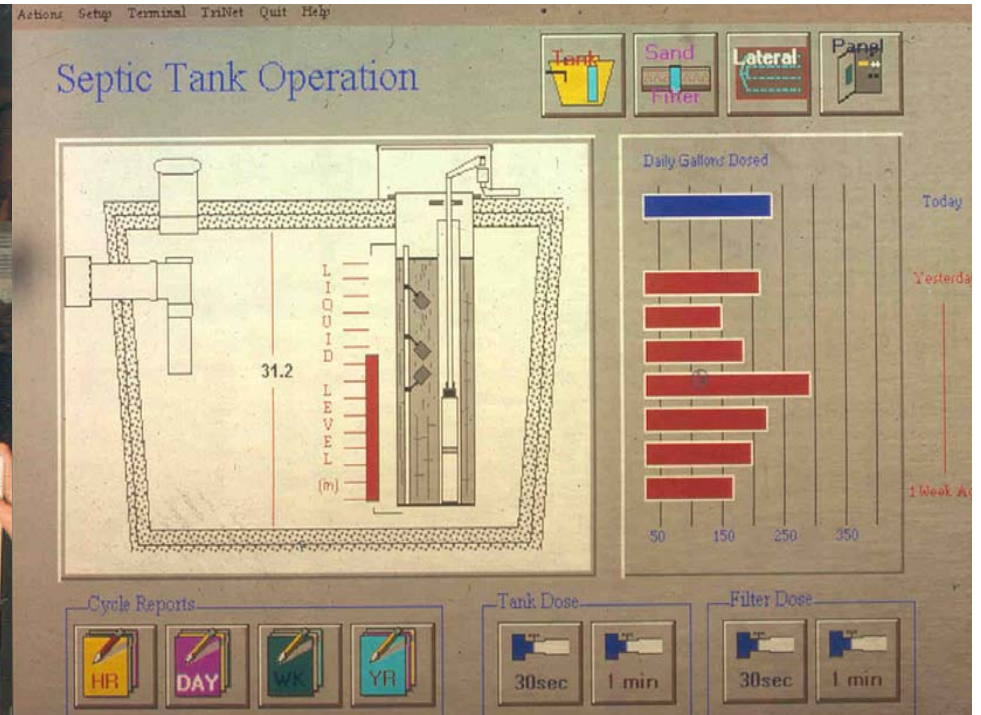 Actions Setup Terminal TriNet Quit Help
Septic Tank Operation
Tank
Sand
Filter
Lateral
Panel
LIQUID LEVEL
(m)
31.2
Daily Gallons Dosed
Today
Yesterda
1 Week A
50 150 250 350
Cycle Reports
HR
DAY
WK
YR
Tank Dose
30sec
1 min
Filter Dose
30sec
1 min